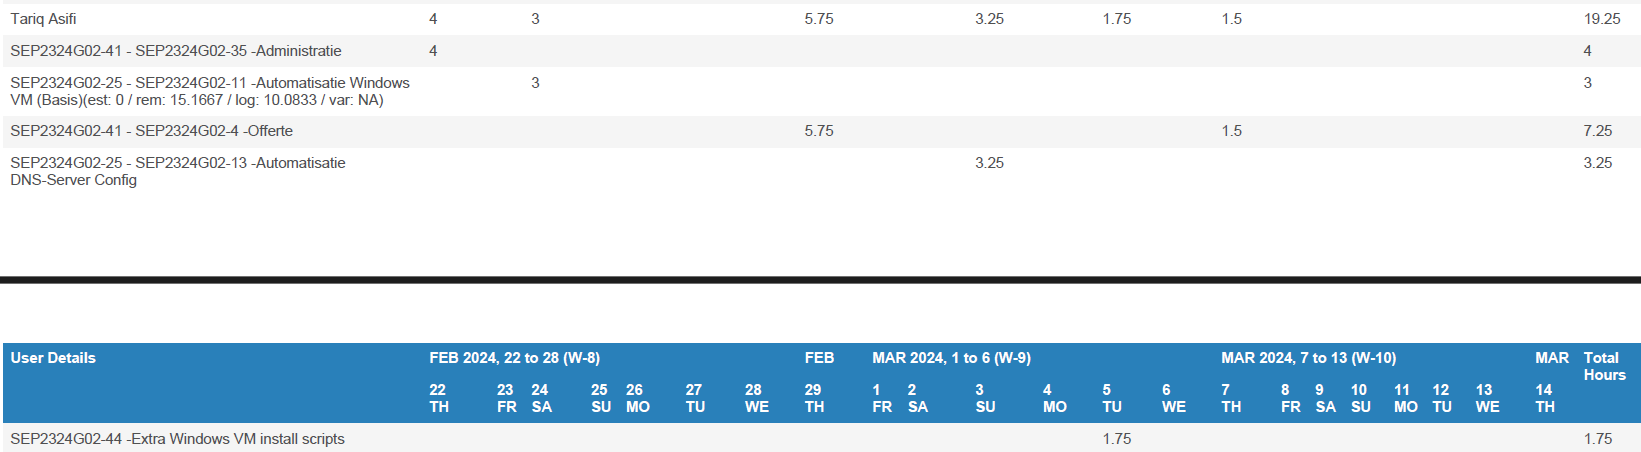 Tariq Asifi 4 3 5.75 3.25 1.75 1.5 19.25
SEP2324G02-41 - SEP2324G02-35 -Administratie 4 4
SEP2324G02-25 - SEP2324G02-11 -Automatisatie Windows 3 3
VM (Basis)(est: 0 / rem: 15.1667 / log: 10.0833 / var: NA)
SEP2324G02-41 - SEP2324G02-4 -Offerte 5.75 1.5 7.25
SEP2324G02-25 - SEP2324G02-13 -Automatisatie 3.25 3.25
DNS-Server Config
User Details FEB 2024, 22 to 28 (W-8) FEB MAR 2024, 1 to 6 (W-9) MAR 2024, 7 to 13 (W-10) MAR Total
Hours
22 23 24 25 26 27 28 29 1 2 3 4 5 6 7 8 9 10 11 12 13 14
TH FR SA SU MO TU WE TH FR SA SU MO TU WE TH FR SA SU MO TU WE TH
SEP2324G02-44 -Extra Windows VM install scripts 1.75 1.75